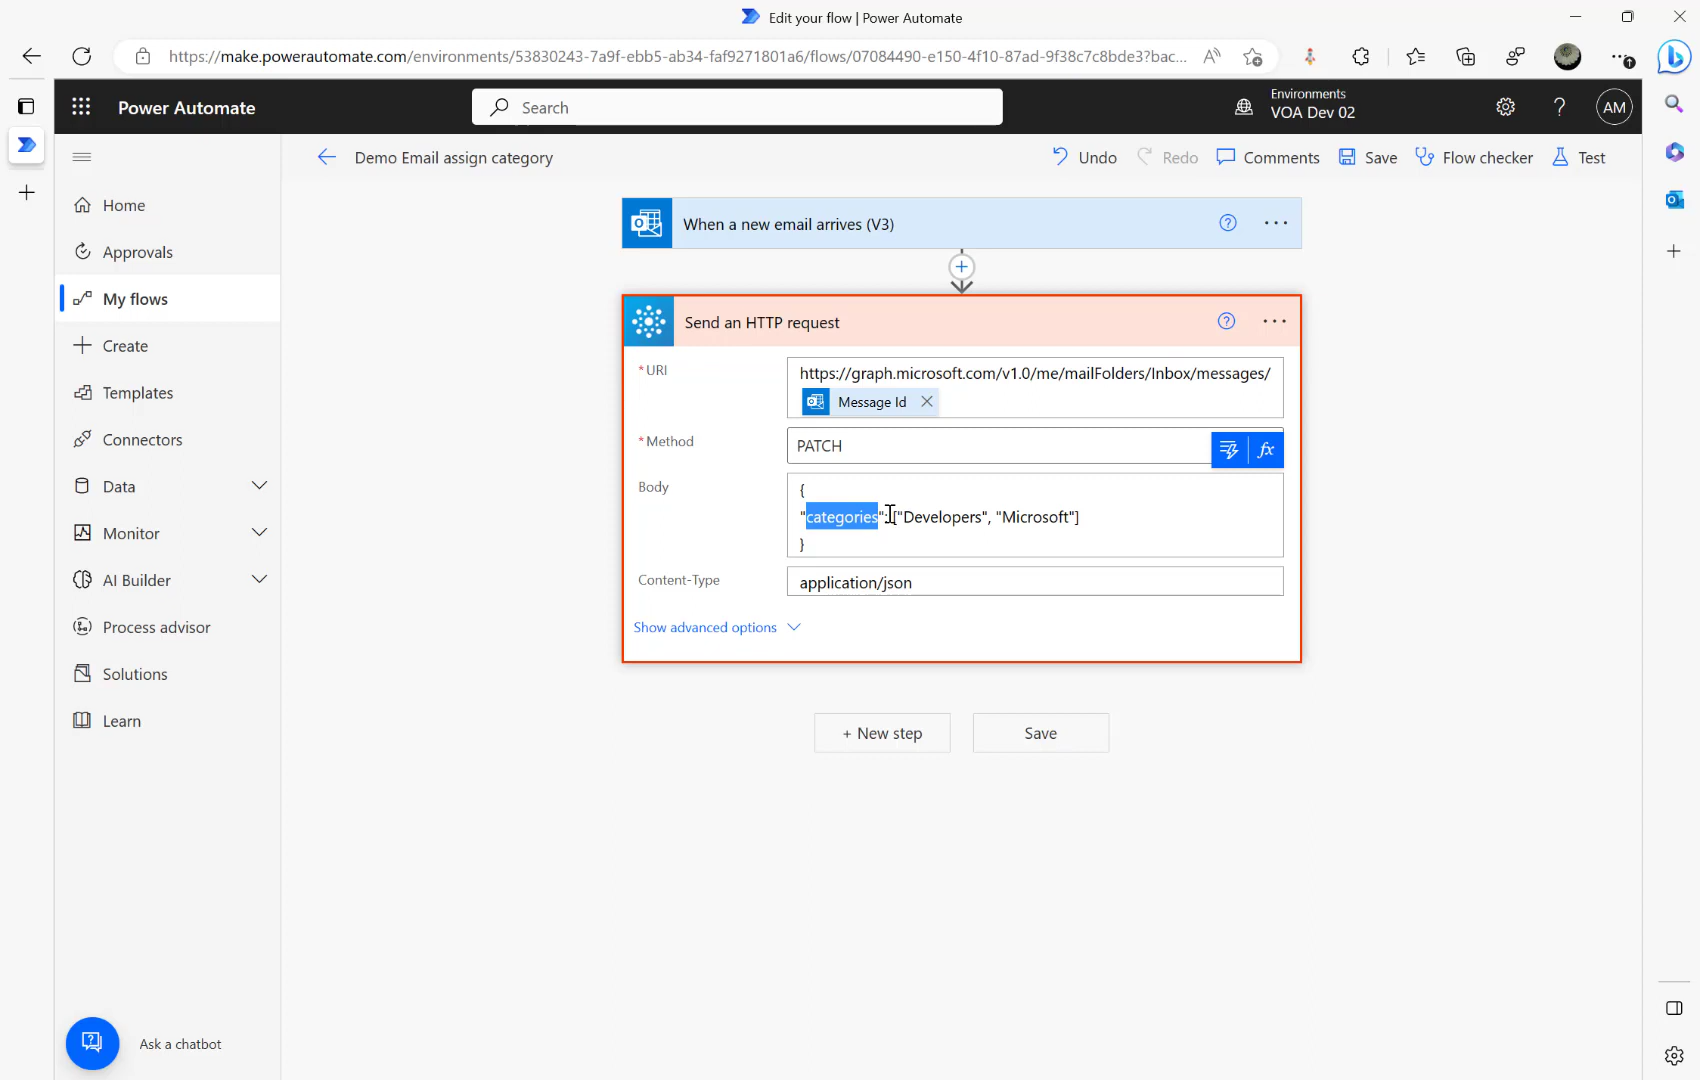 Edit your flow | Power Automate
https://make.powerautomate.com/environments/53830243-7a9f-ebb5-ab34-faf9271801a6/flows/07084490-e150-4f10-87ad-9f38c7c8bde3?bac...
Power Automate
Search
Environments
VOA Dev 02
AM
Demo Email assign category
Undo
Redo
Comments
Save
Flow checker
Test
Home
Approvals
My flows
Create
Templates
Connectors
Data
Monitor
AI Builder
Process advisor
Solutions
Learn
Ask a chatbot
When a new email arrives (V3)
Send an HTTP request
* URI
https://graph.microsoft.com/v1.0/me/mailFolders/Inbox/messages/
Message Id
* Method
PATCH
fx
Body
{
"categories": ["Developers", "Microsoft"]
}
Content-Type
application/json
Show advanced options
+ New step
Save